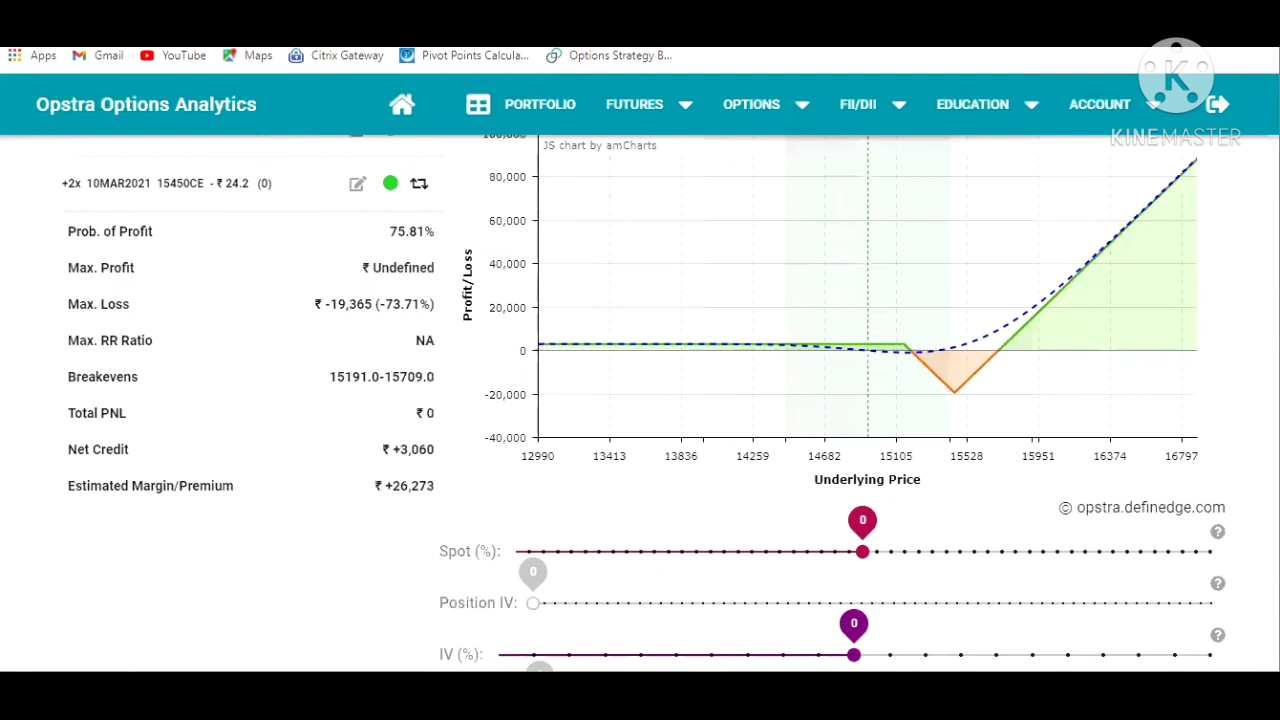 Apps Gmail YouTube Maps Citrix Gateway Pivot Points Calcula... Options Strategy B...
Opstra Options Analytics PORTFOLIO FUTURES OPTIONS FII/DII EDUCATION ACCOUNT
K
KINEMASTER
JS chart by amCharts
+2x 10MAR2021 15450CE - ₹ 24.2 (0)
Prob. of Profit 75.81%
Max. Profit ₹ Undefined
Max. Loss ₹ -19,365 (-73.71%)
Max. RR Ratio NA
Breakevens 15191.0-15709.0
Total PNL ₹ 0
Net Credit ₹ +3,060
Estimated Margin/Premium ₹ +26,273
Profit/Loss
100,000
80,000
60,000
40,000
20,000
0
-20,000
-40,000
12990 13413 13836 14259 14682 15105 15528 15951 16374 16797
Underlying Price
© opstra.definedge.com
0
Spot (%): ?
0
Position IV: ?
0
IV (%): ?